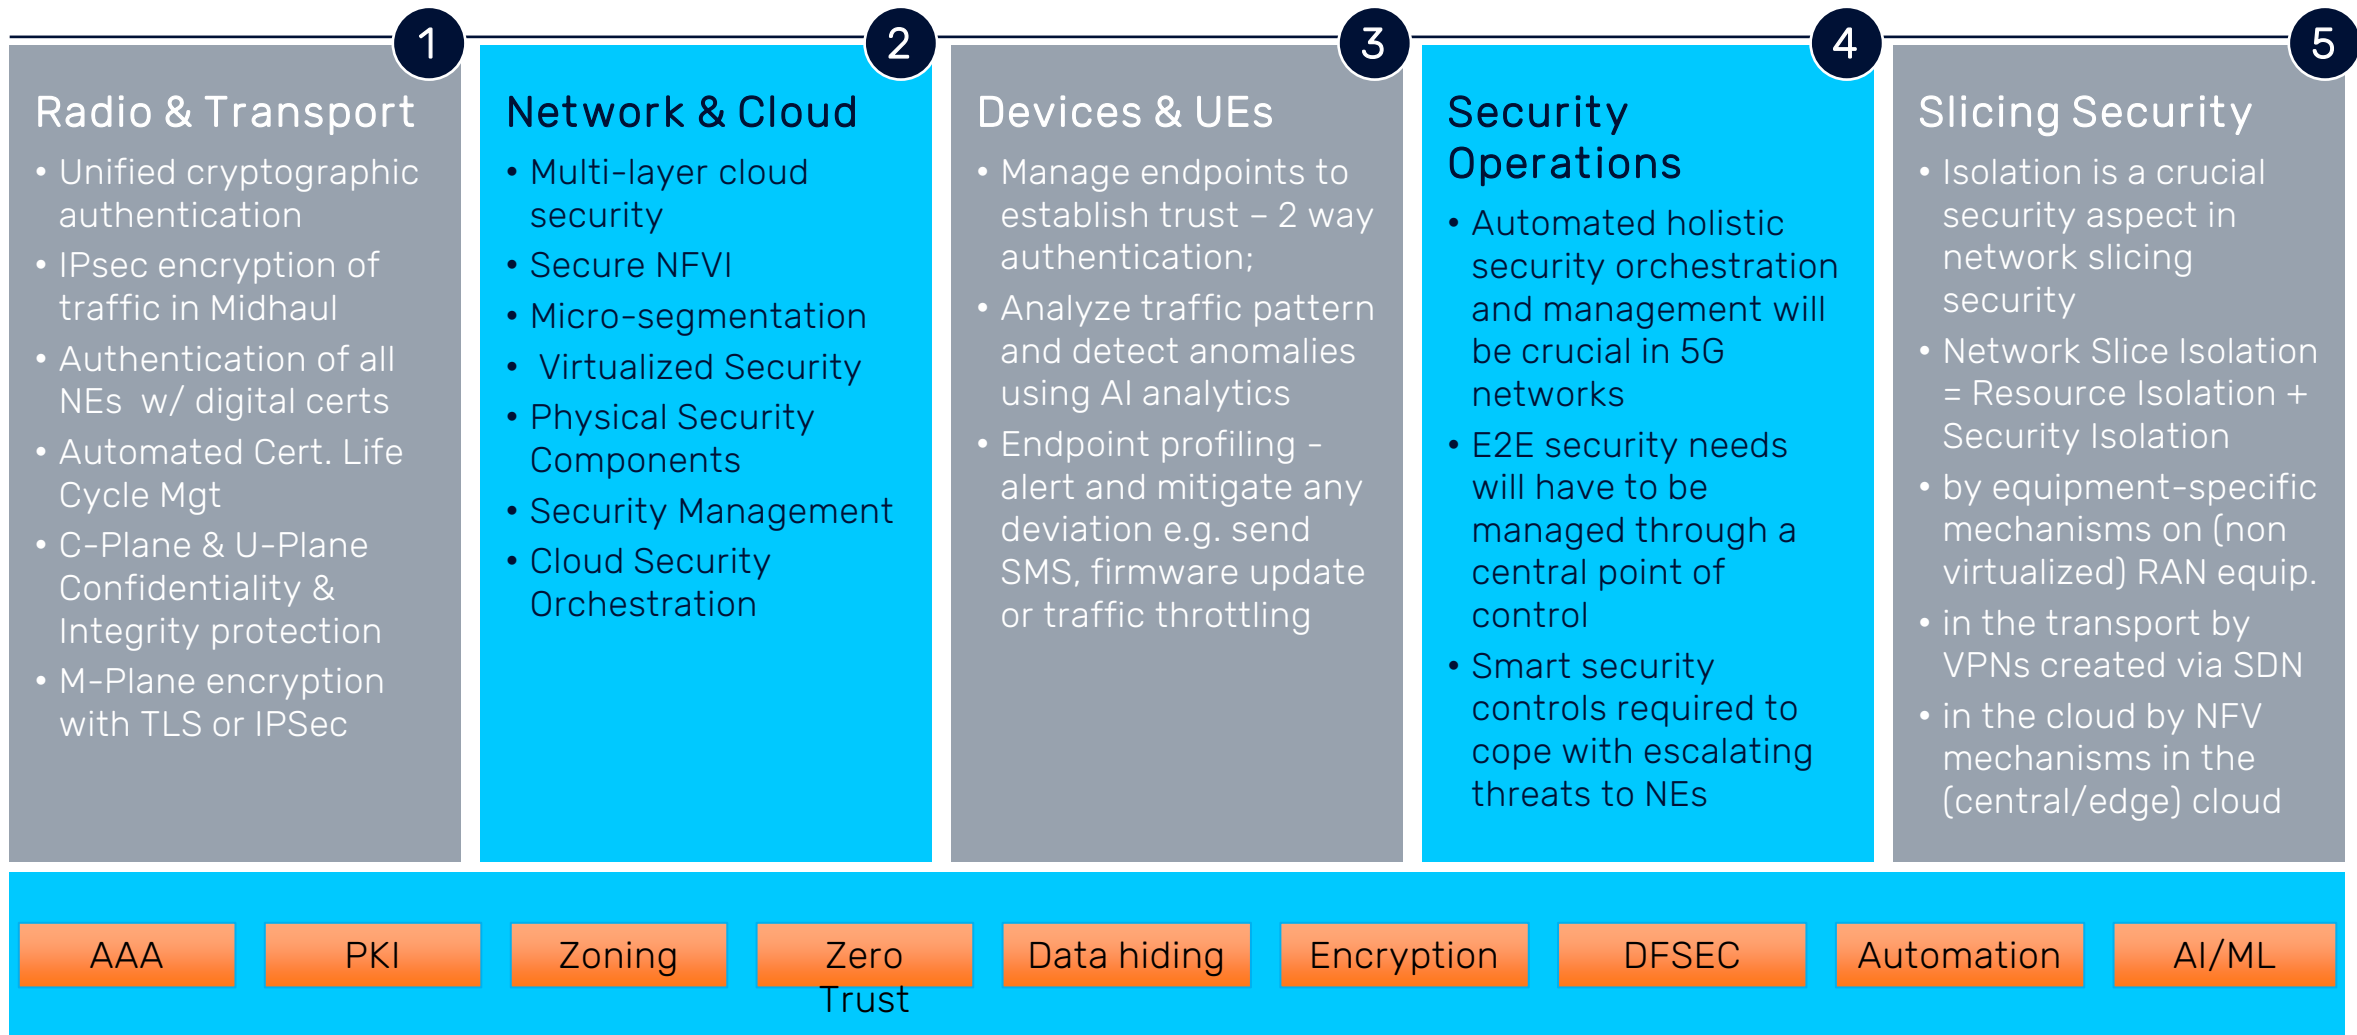 1
Radio & Transport
• Unified cryptographic
authentication
• IPsec encryption of
traffic in Midhaul
• Authentication of all
NEs w/ digital certs
• Automated Cert. Life
Cycle Mgt
• C-Plane & U-Plane
Confidentiality &
Integrity protection
• M-Plane encryption
with TLS or IPSec
2
Network & Cloud
• Multi-layer cloud
security
• Secure NFVI
• Micro-segmentation
• Virtualized Security
• Physical Security
Components
• Security Management
• Cloud Security
Orchestration
3
Devices & UEs
• Manage endpoints to
establish trust – 2 way
authentication;
• Analyze traffic pattern
and detect anomalies
using AI analytics
• Endpoint profiling -
alert and mitigate any
deviation e.g. send
SMS, firmware update
or traffic throttling
4
Security
Operations
• Automated holistic
security orchestration
and management will
be crucial in 5G
networks
• E2E security needs
will have to be
managed through a
central point of
control
• Smart security
controls required to
cope with escalating
threats to NEs
5
Slicing Security
• Isolation is a crucial
security aspect in
network slicing
security
• Network Slice Isolation
= Resource Isolation +
Security Isolation
• by equipment-specific
mechanisms on (non
virtualized) RAN equip.
• in the transport by
VPNs created via SDN
• in the cloud by NFV
mechanisms in the
(central/edge) cloud
AAA
PKI
Zoning
Zero
Trust
Data hiding
Encryption
DFSEC
Automation
AI/ML